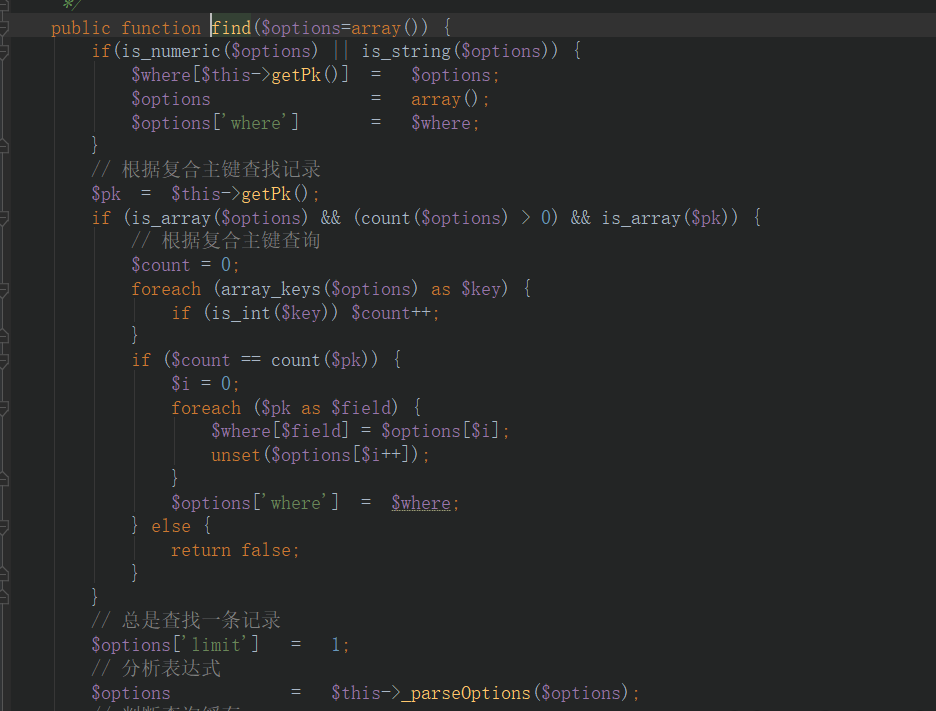 */
public function find($options=array()) {
if(is_numeric($options) || is_string($options)) {
$where[$this->getPk()] = $options;
$options = array();
$options['where'] = $where;
}
// 根据复合主键查找记录
$pk = $this->getPk();
if (is_array($options) && (count($options) > 0) && is_array($pk)) {
// 根据复合主键查询
$count = 0;
foreach (array_keys($options) as $key) {
if (is_int($key)) $count++;
}
if ($count == count($pk)) {
$i = 0;
foreach ($pk as $field) {
$where[$field] = $options[$i];
unset($options[$i++]);
}
$options['where'] = $where;
} else {
return false;
}
}
// 总是查找一条记录
$options['limit'] = 1;
// 分析表达式
$options = $this->_parseOptions($options);